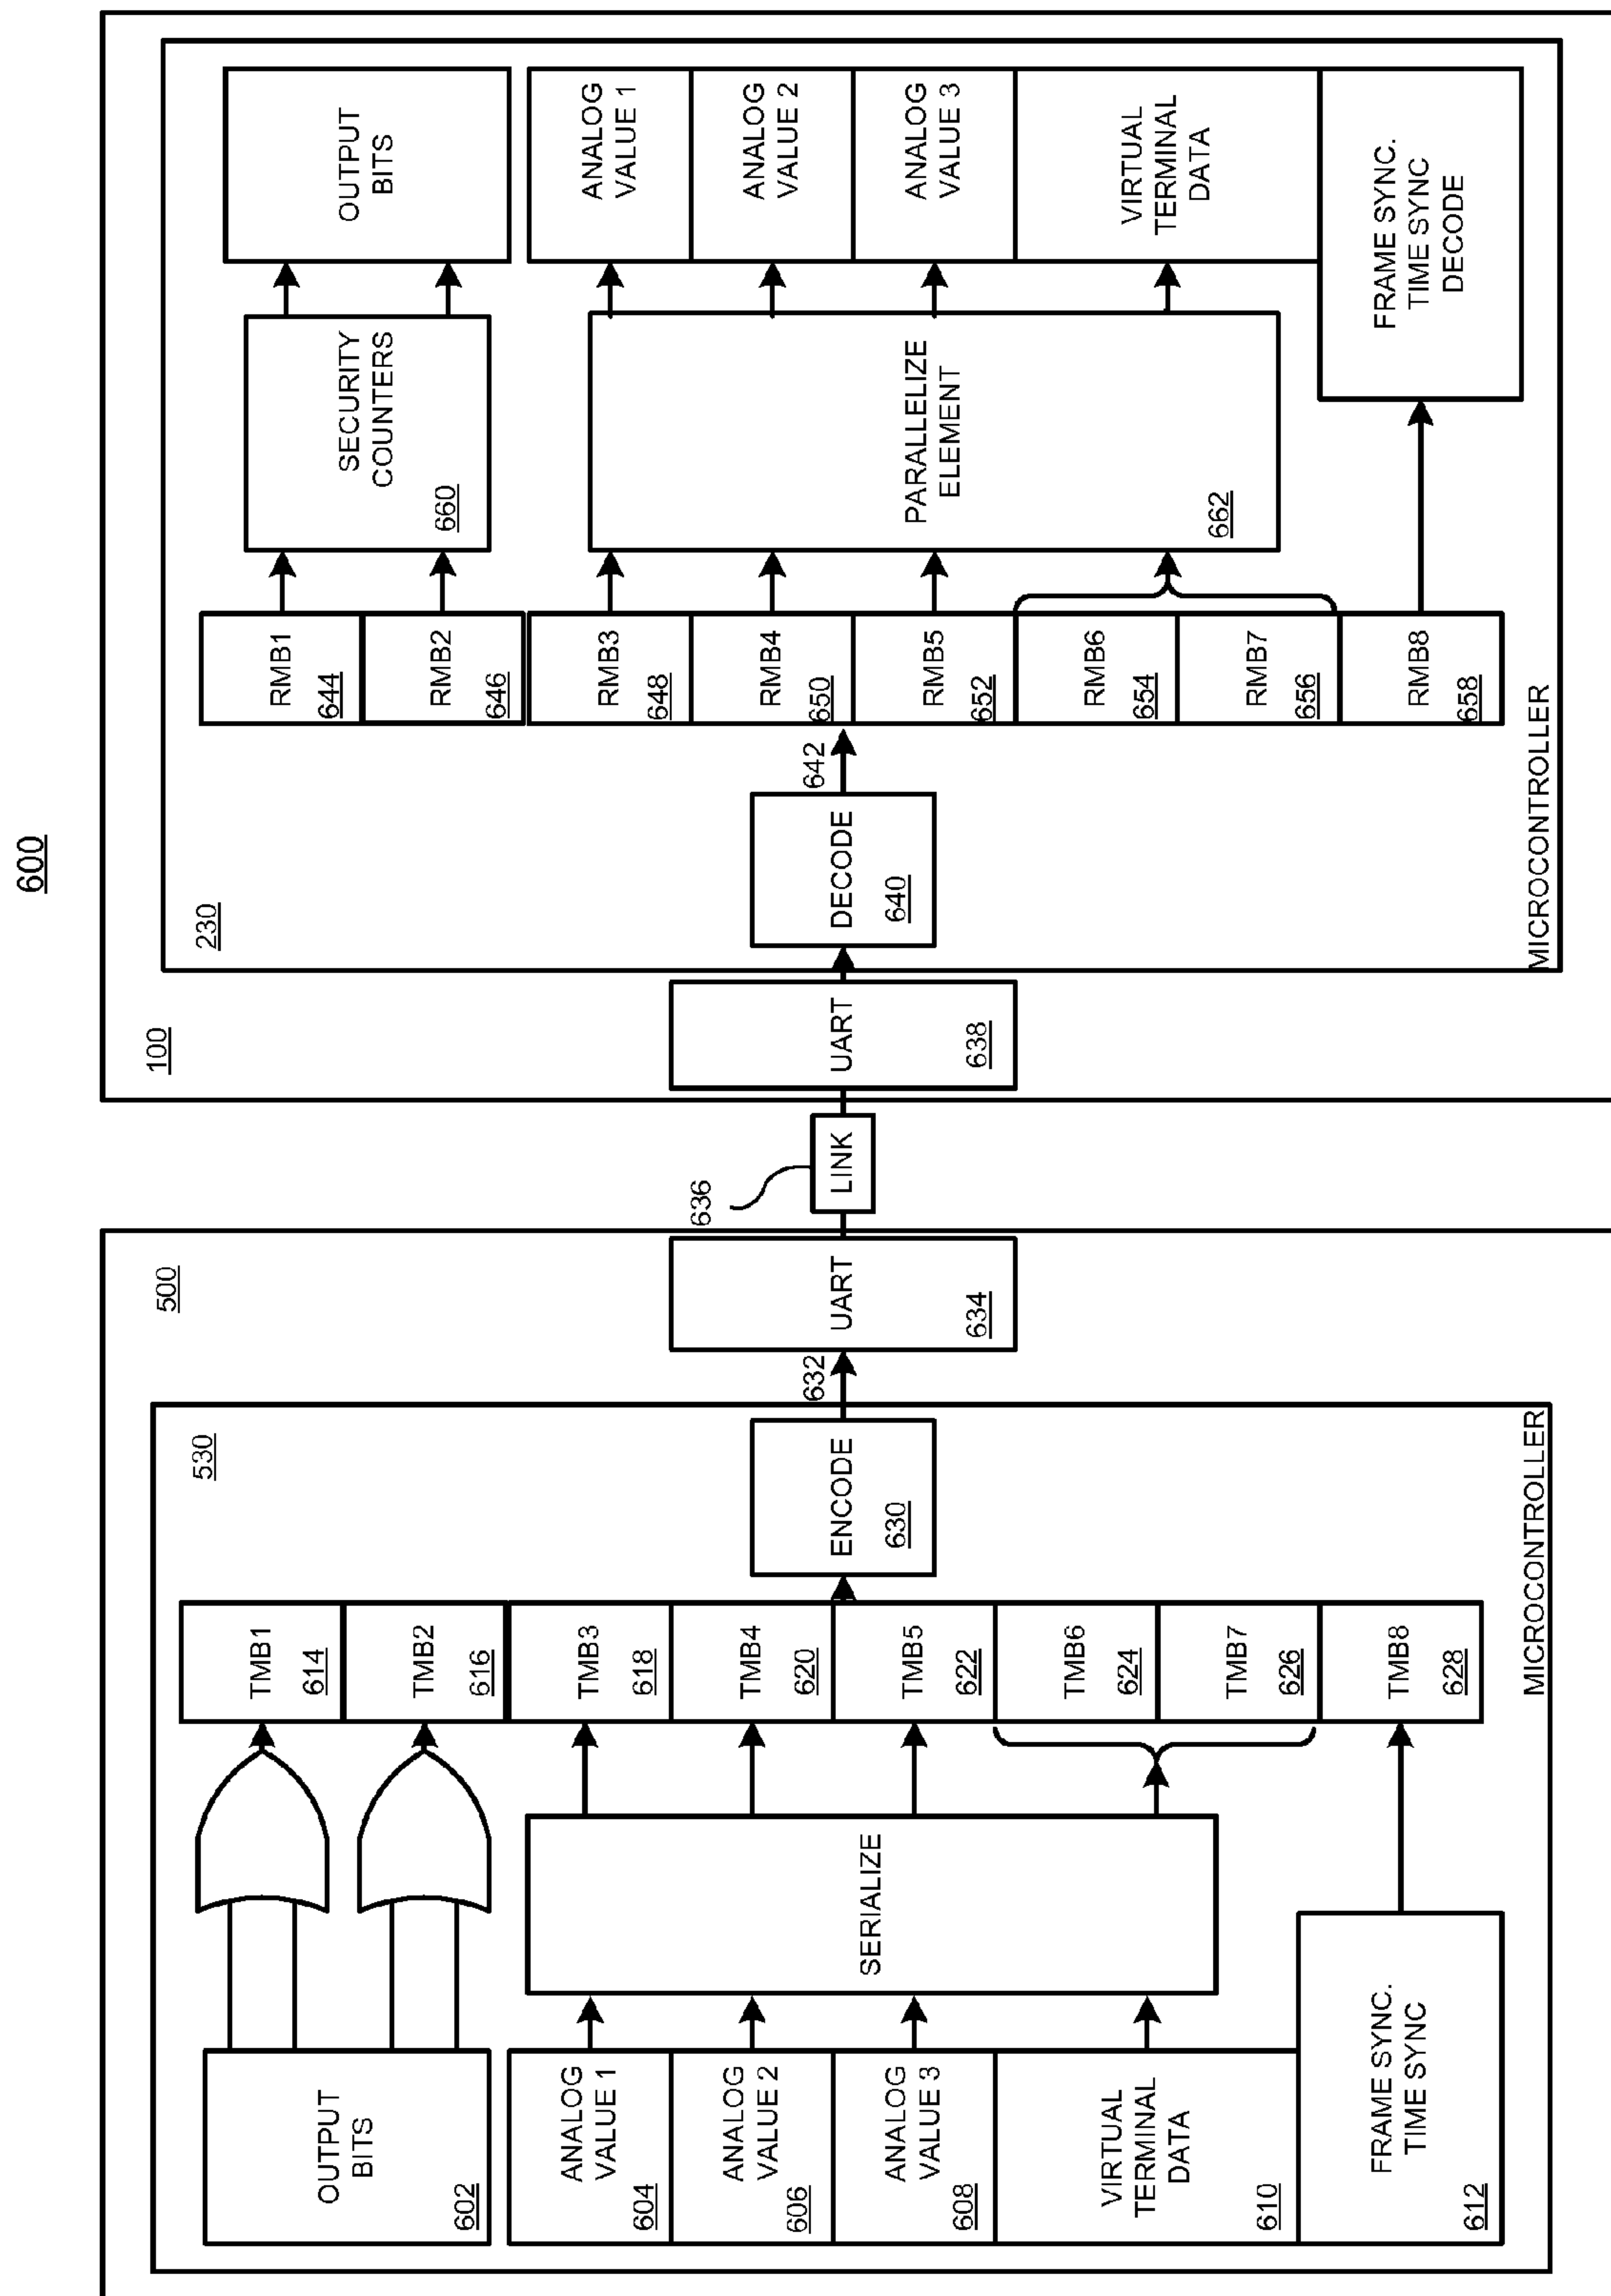 600
500
530
OUTPUT
BITS
602
ANALOG
VALUE 1
604
ANALOG
VALUE 2
606
ANALOG
VALUE 3
608
VIRTUAL
TERMINAL
DATA
610
FRAME SYNC.
TIME SYNC
612
SERIALIZE
TMB1
614
TMB2
616
TMB3
618
TMB4
620
TMB5
622
TMB6
624
TMB7
626
TMB8
628
ENCODE
630
MICROCONTROLLER
632
UART
634
636
LINK
100
UART
638
230
DECODE
640
642
RMB1
644
RMB2
646
RMB3
648
RMB4
650
RMB5
652
RMB6
654
RMB7
656
RMB8
658
SECURITY
COUNTERS
660
PARALLELIZE
ELEMENT
662
OUTPUT
BITS
ANALOG
VALUE 1
ANALOG
VALUE 2
ANALOG
VALUE 3
VIRTUAL
TERMINAL
DATA
FRAME SYNC.
TIME SYNC
DECODE
MICROCONTROLLER